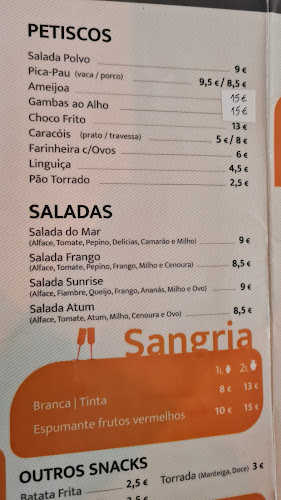 PETISCOS
Salada Polvo 9 €
Pica-Pau (vaca / porco) 9,5 € / 8,5 €
Ameijoa 15 €
Gambas ao Alho 15 €
Choco Frito 13 €
Caracóis (prato / travessa) 5 € / 8 €
Farinheira c/Ovos 6 €
Linguiça 4,5 €
Pão Torrado 2,5 €
SALADAS
Salada do Mar
(Alface, Tomate, Pepino, Delícias, Camarão e Milho) 9 €
Salada Frango
(Alface, Tomate, Pepino, Frango, Milho e Cenoura) 8,5 €
Salada Sunrise
(Alface, Fiambre, Queijo, Frango, Ananás, Milho e Ovo) 9 €
Salada Atum
(Alface, Tomate, Atum, Milho, Cenoura e Ovo) 8,5 €
Sangria
1L 2L
Branca | Tinta 8 € 13 €
Espumante frutos vermelhos 10 € 15 €
OUTROS SNACKS
Batata Frita 2,5 € Torrada (Manteiga, Doce) 3 €
2,5 €